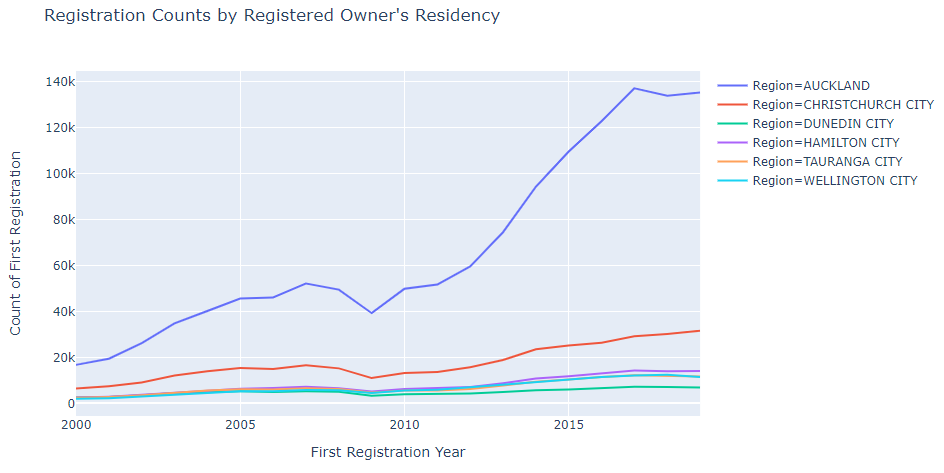 Registration Counts by Registered Owner's Residency
140k
120k
100k
80k
60k
40k
20k
0
2000
2005
2010
2015
Count of First Registration
First Registration Year
Region=AUCKLAND
Region=CHRISTCHURCH CITY
Region=DUNEDIN CITY
Region=HAMILTON CITY
Region=TAURANGA CITY
Region=WELLINGTON CITY